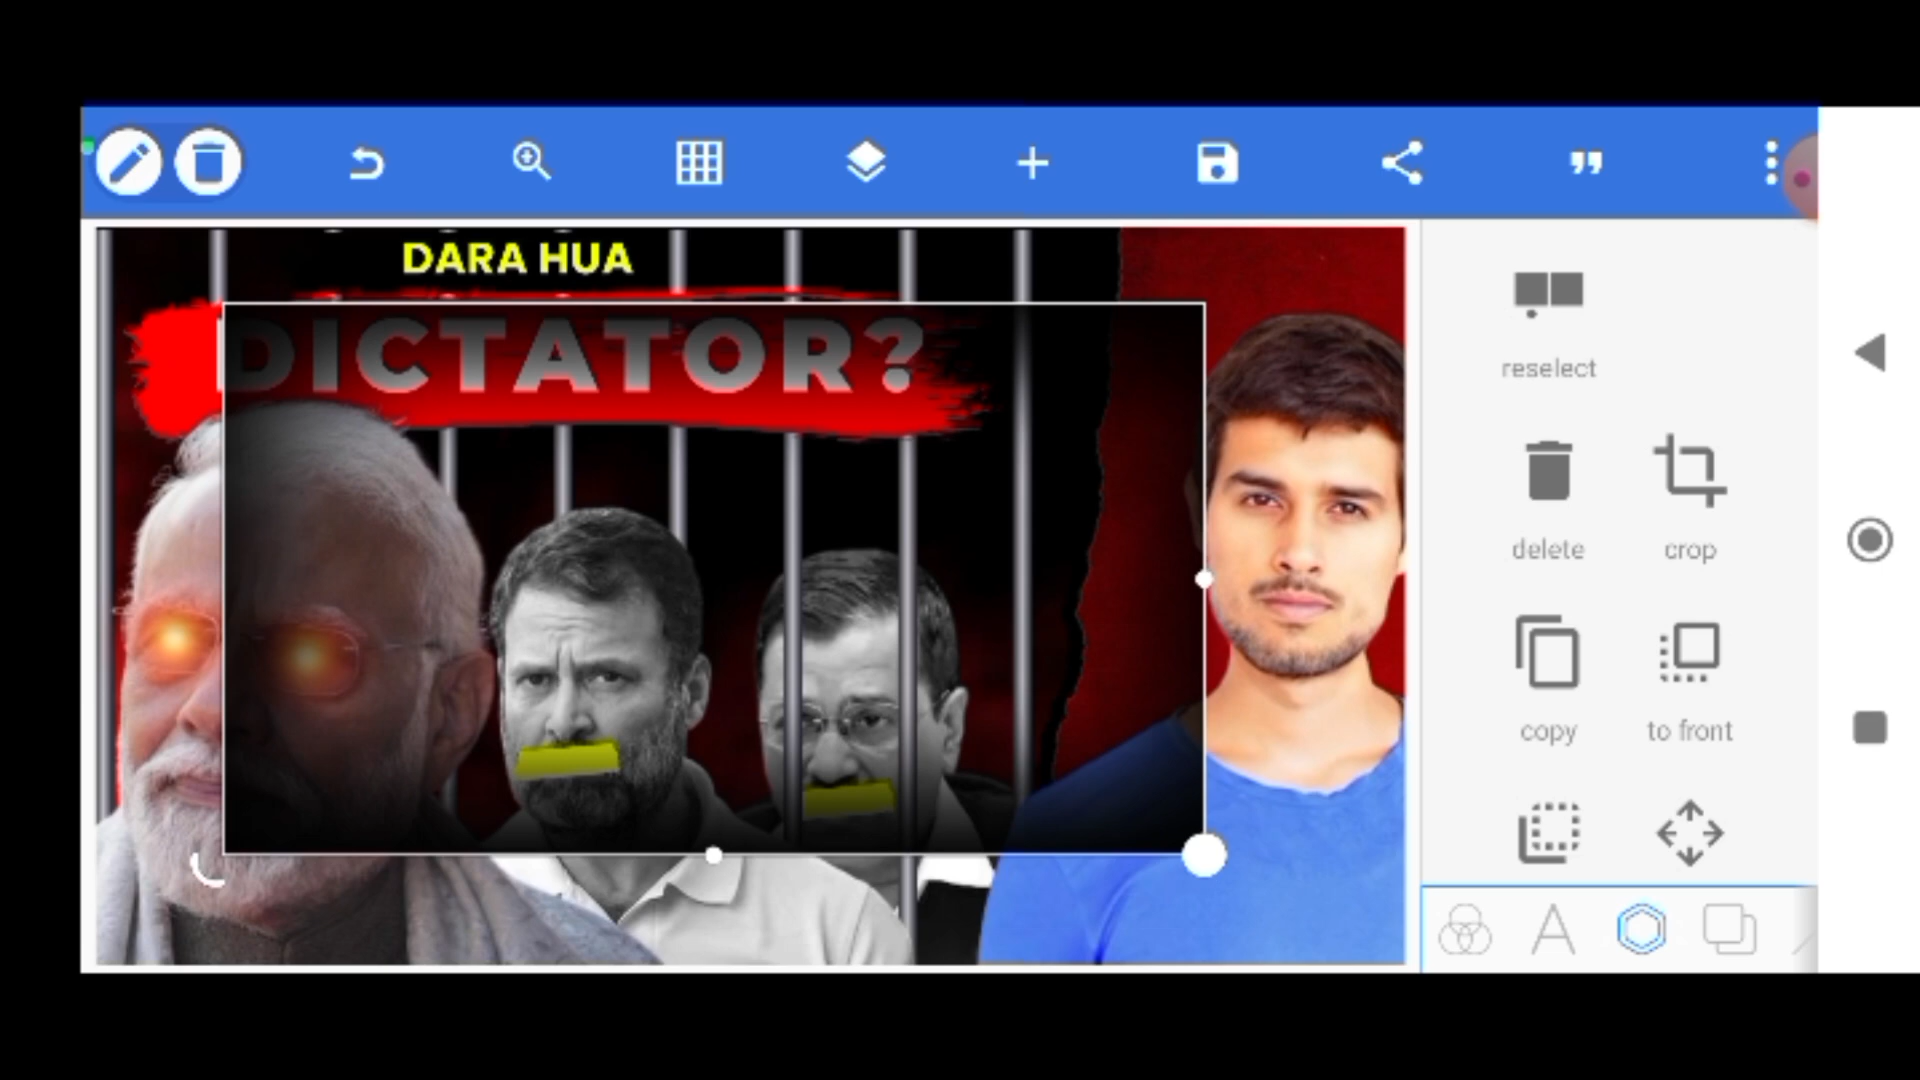 DARA HUA
DICTATOR?
reselect
delete
crop
copy
to front